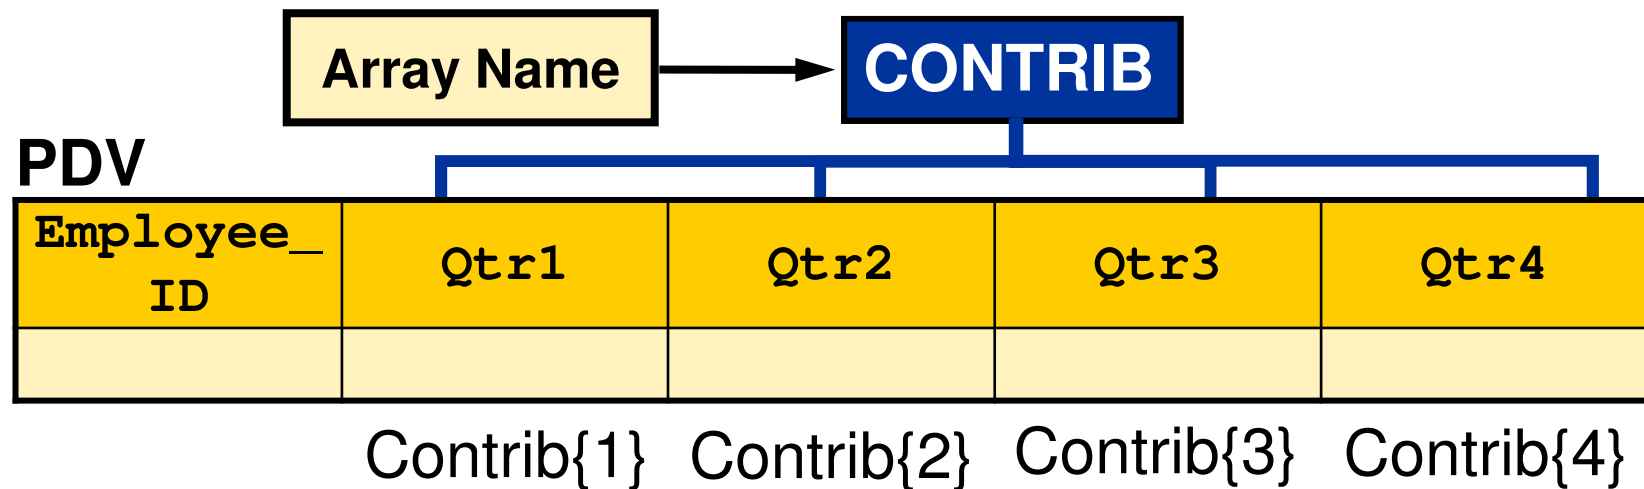 Array Name
CONTRIB
PDV
Employee_
ID
Qtr1
Qtr2
Qtr3
Qtr4
Contrib{1}
Contrib{2}
Contrib{3}
Contrib{4}